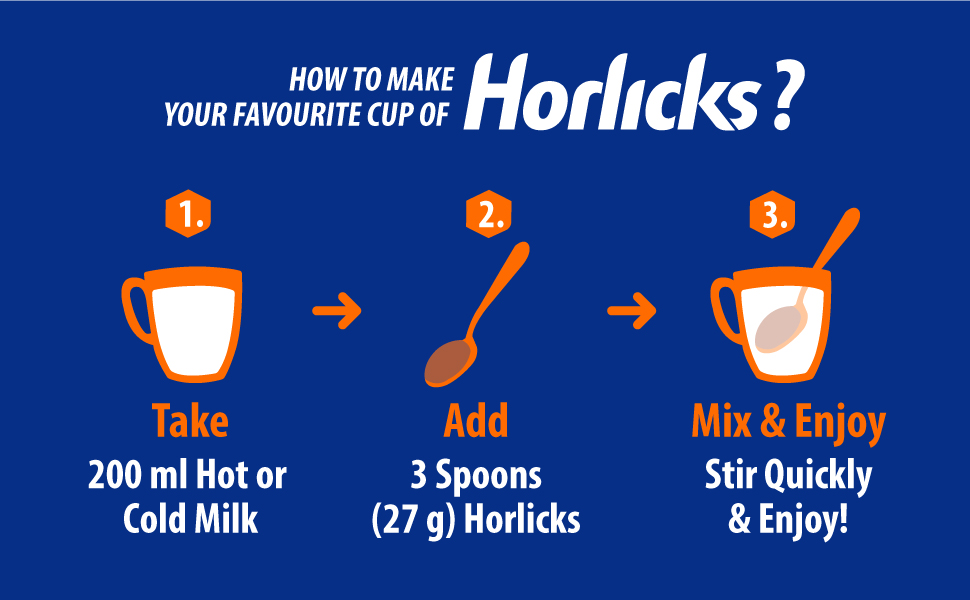 HOW TO MAKE
YOUR FAVOURITE CUP OF Horlicks?
1.
Take
200 ml Hot or
Cold Milk
2.
Add
3 Spoons
(27 g) Horlicks
3.
Mix & Enjoy
Stir Quickly
& Enjoy!